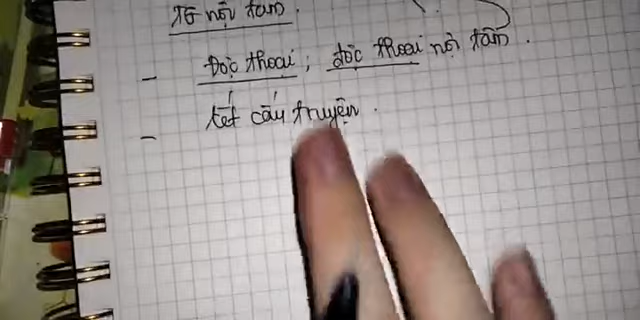 Tả nội tâm.
- Độc thoại; độc thoại nội tâm.
- Kết cấu truyện.